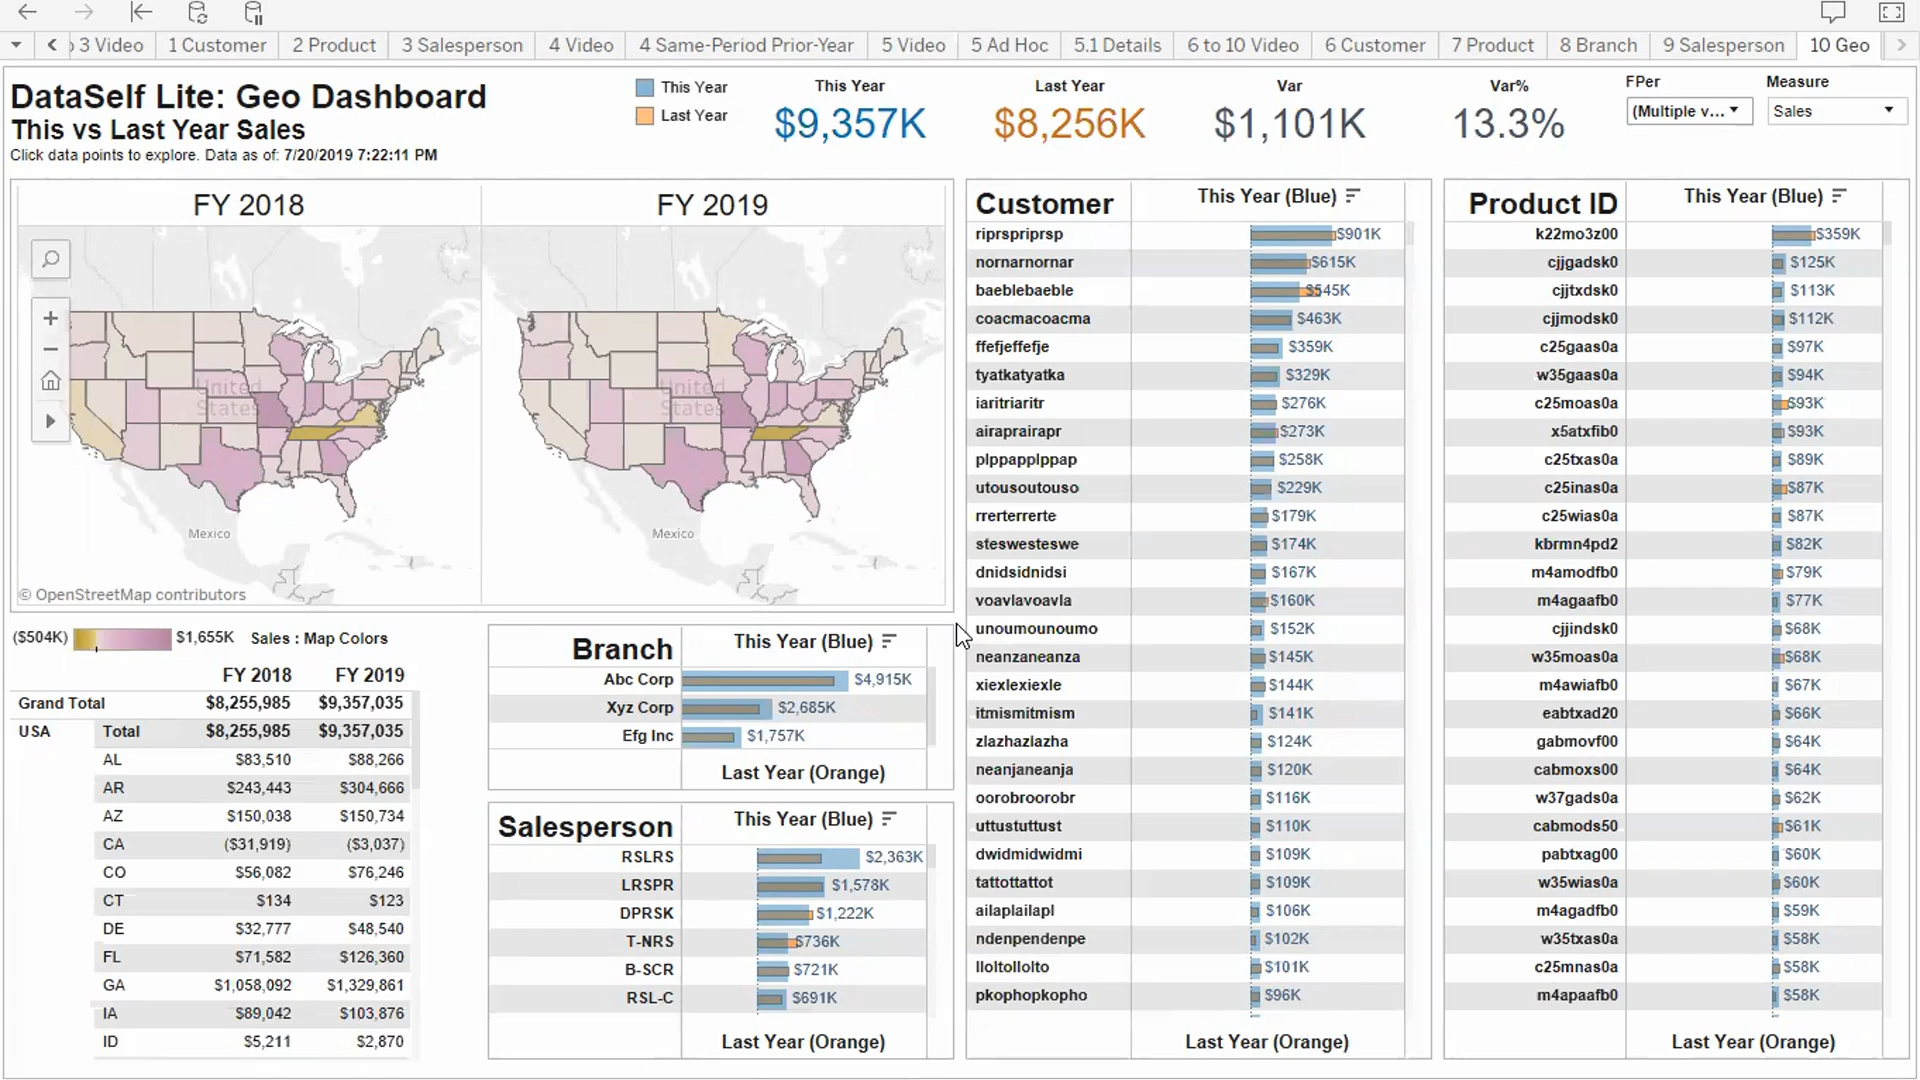 3 Video
1 Customer
2 Product
3 Salesperson
4 Video
4 Same-Period Prior-Year
5 Video
5 Ad Hoc
5.1 Details
6 to 10 Video
6 Customer
7 Product
8 Branch
9 Salesperson
10 Geo
DataSelf Lite: Geo Dashboard
This vs Last Year Sales
Click data points to explore. Data as of: 7/20/2019 7:22:11 PM
This Year
Last Year
This Year
$9,357K
Last Year
$8,256K
Var
$1,101K
Var%
13.3%
FPer
(Multiple v...
Measure
Sales
FY 2018
FY 2019
United States
Mexico
United States
Mexico
© OpenStreetMap contributors
($504K) $1,655K Sales : Map Colors
FY 2018 FY 2019
Grand Total $8,255,985 $9,357,035
USA Total $8,255,985 $9,357,035
AL $83,510 $88,266
AR $243,443 $304,666
AZ $150,038 $150,734
CA ($31,919) ($3,037)
CO $56,082 $76,246
CT $134 $123
DE $32,777 $48,540
FL $71,582 $126,360
GA $1,058,092 $1,329,861
IA $89,042 $103,876
ID $5,211 $2,870
Branch This Year (Blue)
Abc Corp $4,915K
Xyz Corp $2,685K
Efg Inc $1,757K
Last Year (Orange)
Salesperson This Year (Blue)
RSLRS $2,363K
LRSPR $1,578K
DPRSK $1,222K
T-NRS $736K
B-SCR $721K
RSL-C $691K
Last Year (Orange)
Customer This Year (Blue)
riprspriprsp $901K
nornarnornar $615K
baeblebaeble $545K
coacmacoacma $463K
ffefjeffefje $359K
tyatkatyatka $329K
iaritriaritr $276K
airaprairapr $273K
plppapplppap $258K
utousoutouso $229K
rrerterrerte $179K
steswesteswe $174K
dnidsidnidsi $167K
voavlavoavla $160K
unoumounoumo $152K
neanzaneanza $145K
xiexlexiexle $144K
itmismitmism $141K
zlazhazlazha $124K
neanjaneanja $120K
oorobroorobr $116K
uttustuttust $110K
dwidmidwidmi $109K
tattottattot $109K
ailaplailapl $106K
ndenpendenpe $102K
lloltollolto $101K
pkophopkopho $96K
Last Year (Orange)
Product ID This Year (Blue)
k22mo3z00 $359K
cjjgadsk0 $125K
cjjtxdsk0 $113K
cjjmodsk0 $112K
c25gaas0a $97K
w35gaas0a $94K
c25moas0a $93K
x5atxfib0 $93K
c25txas0a $89K
c25inas0a $87K
c25wias0a $87K
kbrmn4pd2 $82K
m4amodfb0 $79K
m4agaafb0 $77K
cjjindsk0 $68K
w35moas0a $68K
m4awiafb0 $67K
eabtxad20 $66K
gabmovf00 $64K
cabmoxs00 $64K
w37gads0a $62K
cabmods50 $61K
pabtxag00 $60K
w35wias0a $60K
m4agadfb0 $59K
w35txas0a $58K
c25mnas0a $58K
m4apaafb0 $58K
Last Year (Orange)